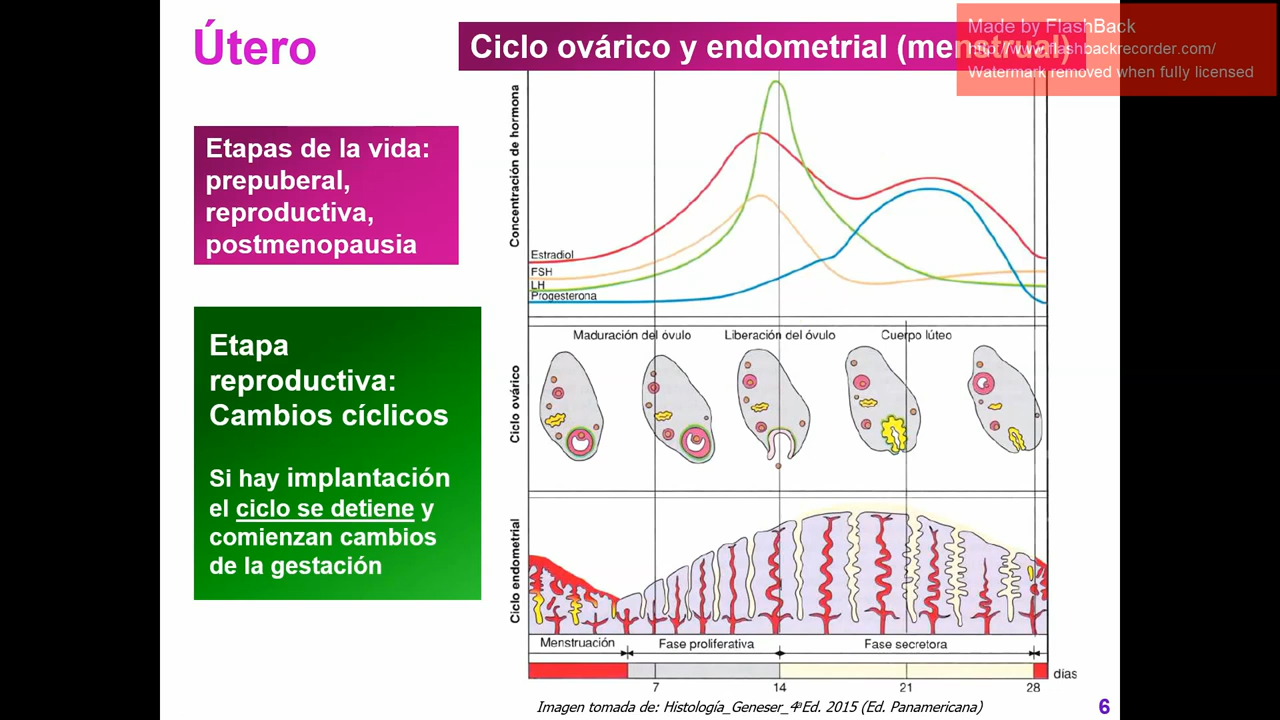 Útero
Ciclo ovárico y endometrial (menstrual)
Made by FlashBack
http://www.flashbackrecorder.com/
Watermark removed when fully licensed
Etapas de la vida:
prepuberal,
reproductiva,
postmenopausia
Etapa
reproductiva:
Cambios cíclicos
Si hay implantación
el ciclo se detiene y
comienzan cambios
de la gestación
Concentración de hormona
Estradiol
FSH
LH
Progesterona
Ciclo ovárico
Maduración del óvulo
Liberación del óvulo
Cuerpo lúteo
Ciclo endometrial
Menstruación
Fase proliferativa
Fase secretora
7
14
21
28
días
Imagen tomada de: Histología_Geneser_4ªEd. 2015 (Ed. Panamericana)
6